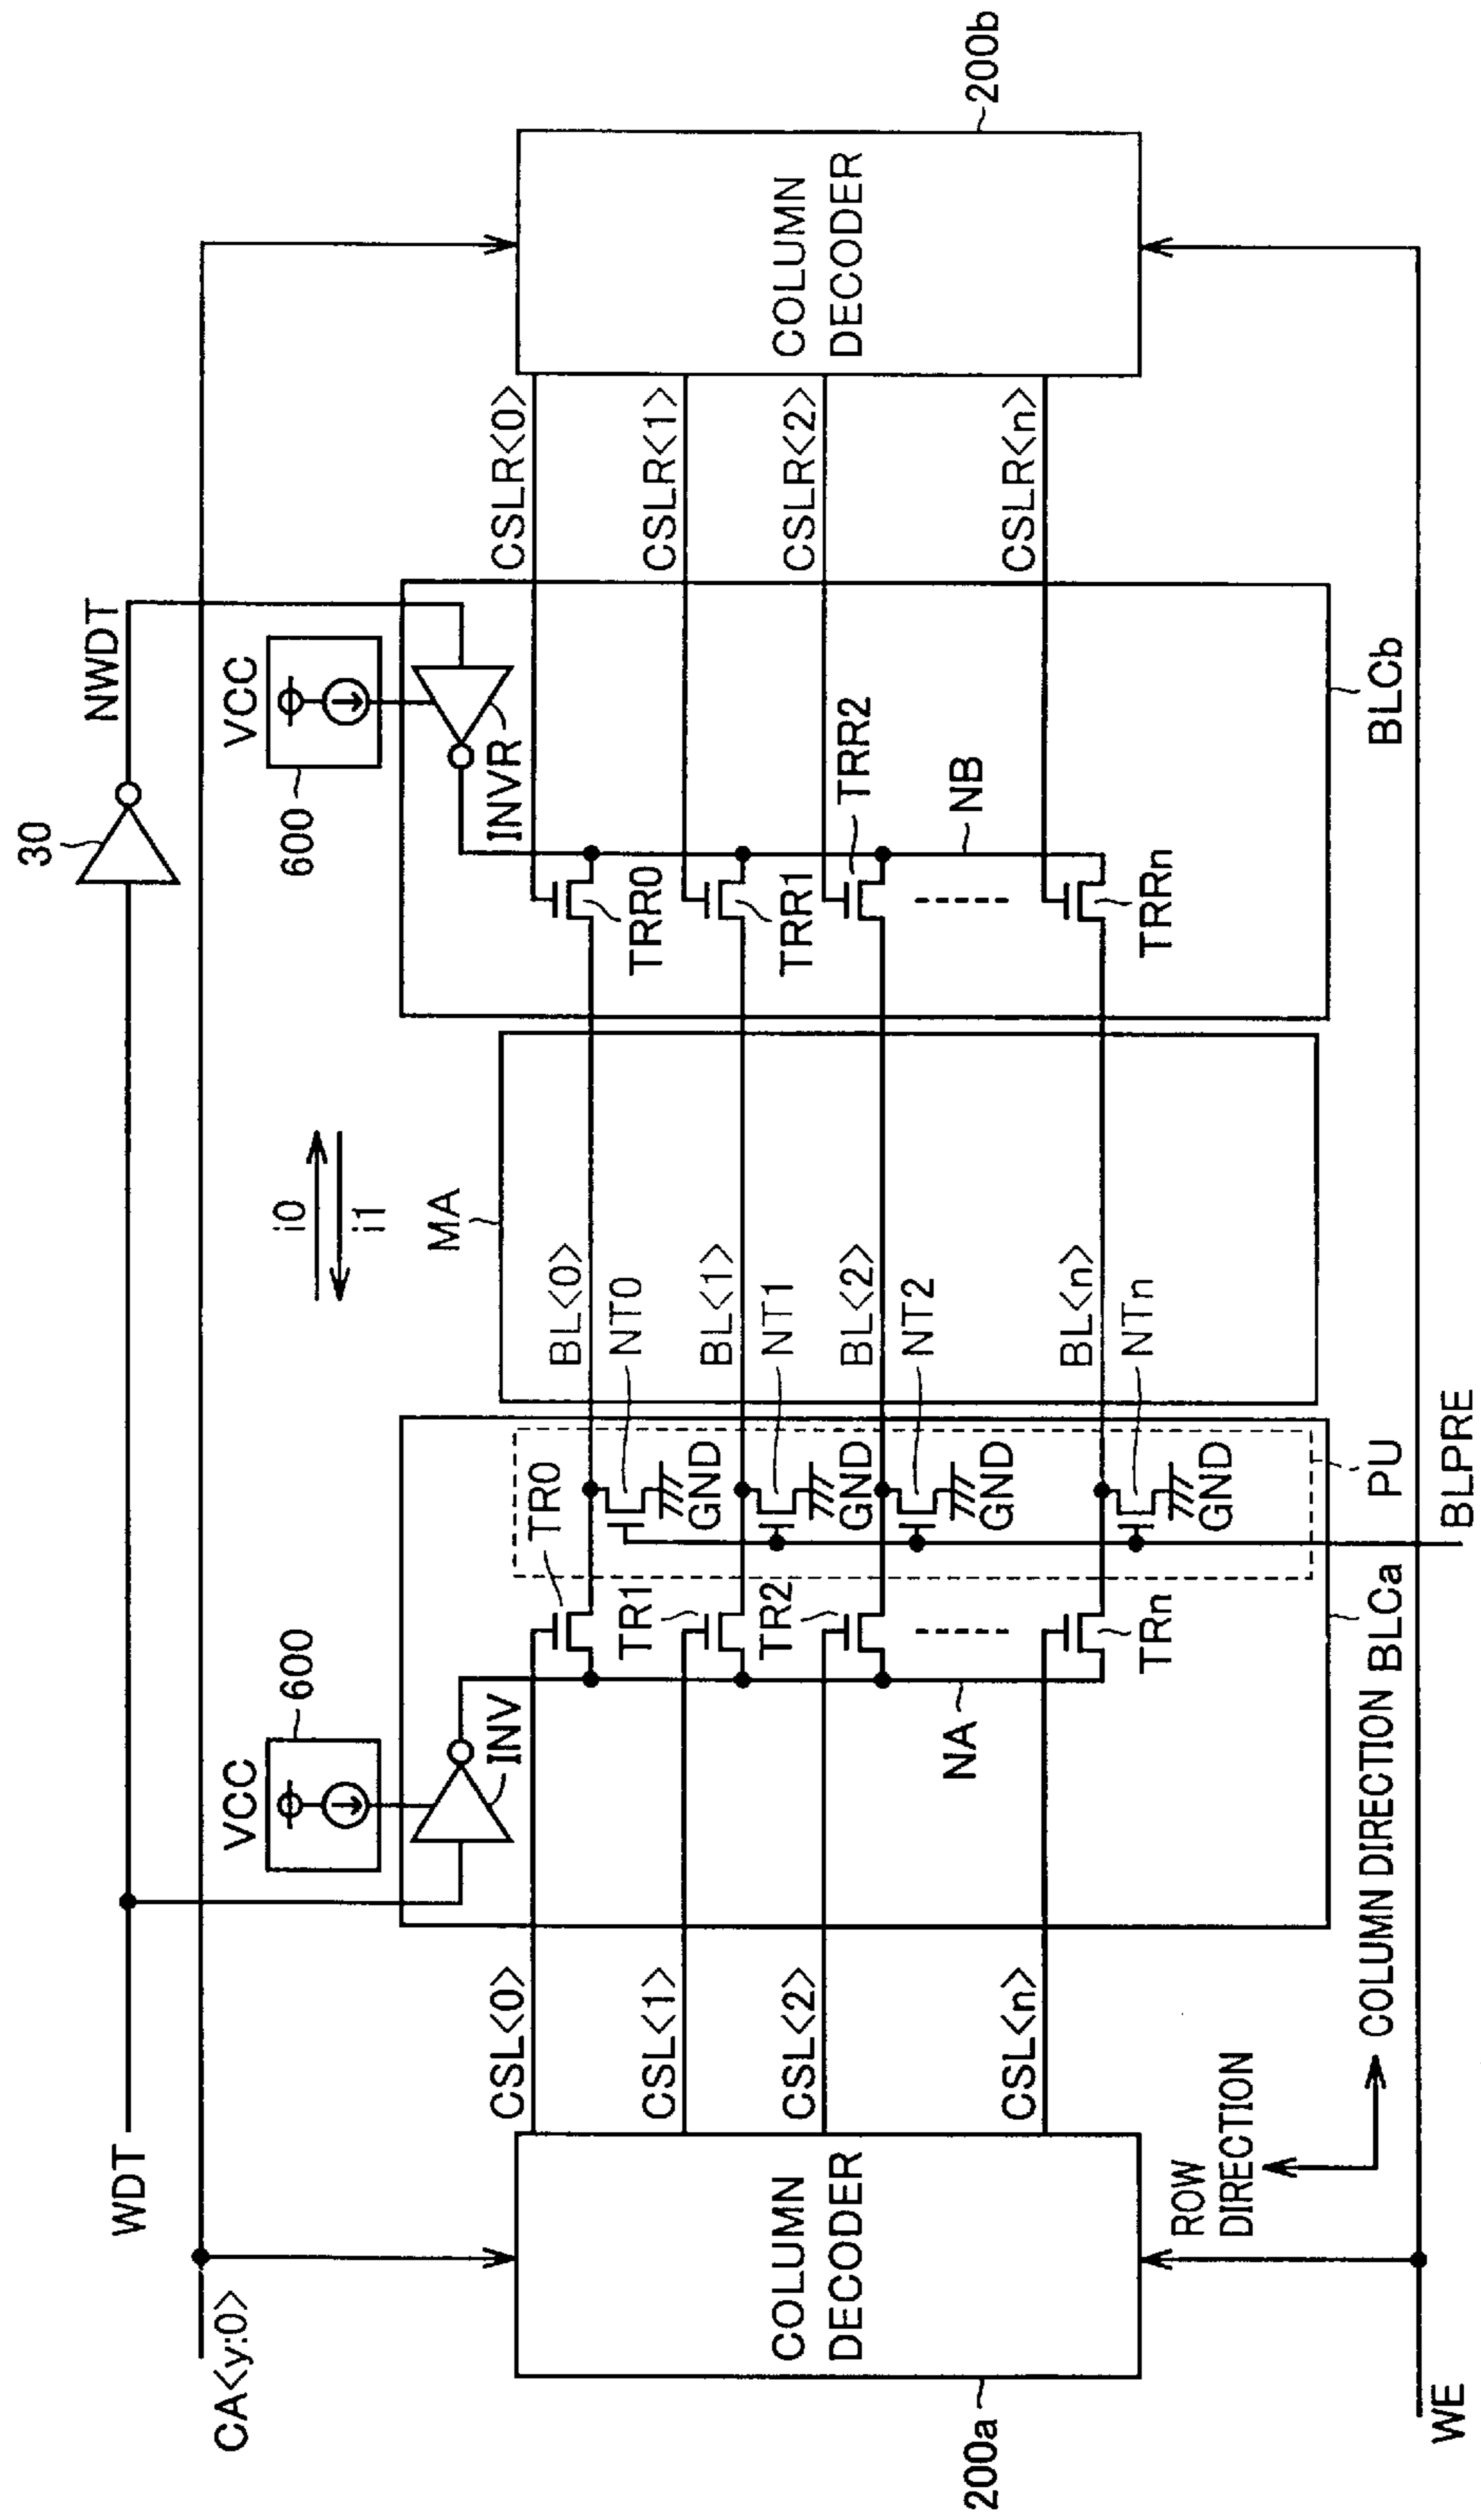 WDT
30
NWDT
CA<y:0>
VCC
600
VCC
600
i0
i1
INV
INVR
MA
200a
COLUMN
DECODER
CSL<0>
CSL<1>
CSL<2>
CSL<n>
TR0
TR1
TR2
TRn
NA
BL<0>
NT0
GND
BL<1>
NT1
GND
BL<2>
NT2
GND
BL<n>
NTn
GND
TRR0
TRR1
TRR2
TRRn
NB
CSLR<0>
CSLR<1>
CSLR<2>
CSLR<n>
COLUMN
DECODER
200b
ROW
DIRECTION
COLUMN DIRECTION
BLCa
PU
BLCb
WE
BLPRE